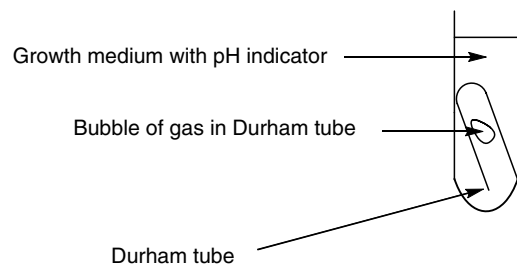 Growth medium with pH indicator
Bubble of gas in Durham tube
Durham tube